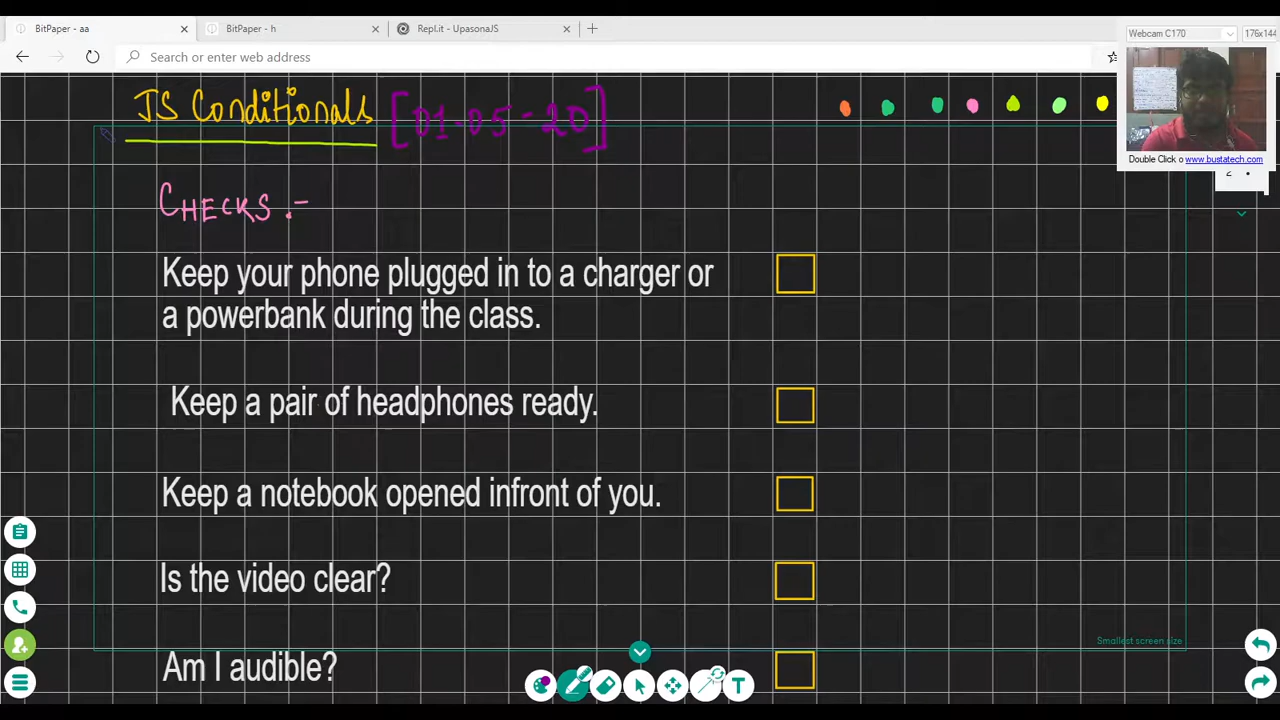 BitPaper - aa
BitPaper - h
Repl.it - UpasonaJS
Search or enter web address
Webcam C170
176x144
Double Click o www.bustatech.com
JS Conditionals [01-05-20]
CHECKS :-
Keep your phone plugged in to a charger or
a powerbank during the class.
Keep a pair of headphones ready.
Keep a notebook opened infront of you.
Is the video clear?
Smallest screen size
Am I audible?
T